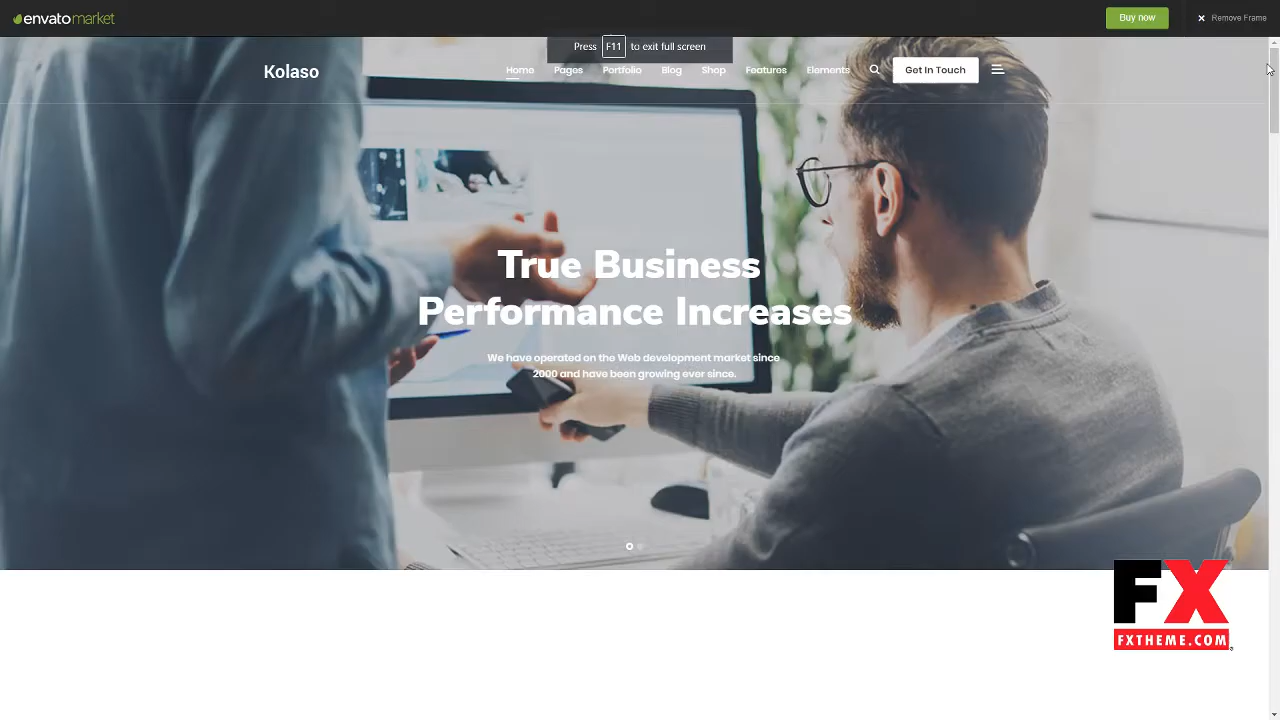 envatomarket
Buy now
× Remove Frame
Press F11 to exit full screen
Kolaso
Home
Pages
Portfolio
Blog
Shop
Features
Elements
Get In Touch
True Business
Performance Increases
We have operated on the Web development market since
2000 and have been growing ever since.
FX
FXTHEME.COM